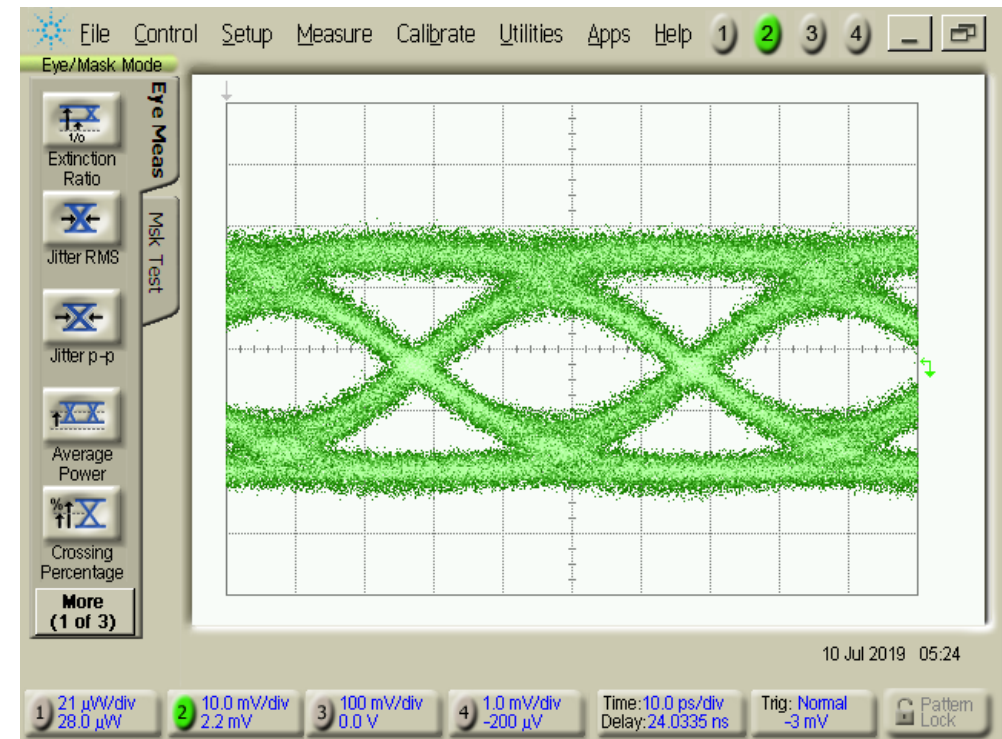 File Control Setup Measure Calibrate Utilities Apps Help 1 2 3 4
Eye/Mask Mode
Eye Meas
Msk Test
1/0
Extinction
Ratio
Jitter RMS
Jitter p-p
Average
Power
%
Crossing
Percentage
More
(1 of 3)
10 Jul 2019 05:24
1 21 µW/div
28.0 µW
2 10.0 mV/div
2.2 mV
3 100 mV/div
0.0 V
4 1.0 mV/div
-200 µV
Time:10.0 ps/div
Delay:24.0335 ns
Trig: Normal
-3 mV
Pattern
Lock